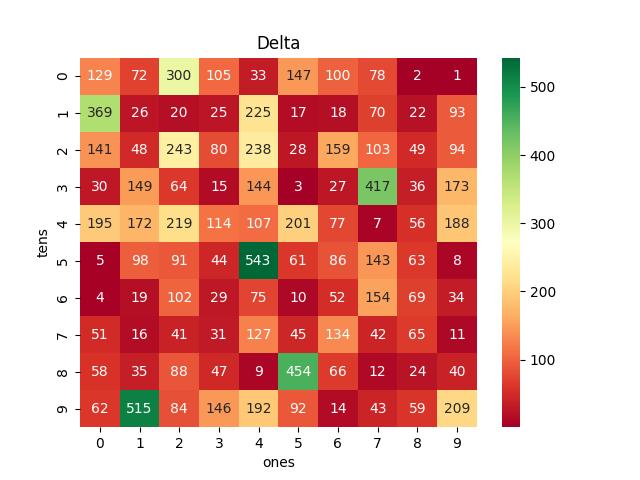 Delta
0 129 72 300 105 33 147 100 78 2 1
1 369 26 20 25 225 17 18 70 22 93
2 141 48 243 80 238 28 159 103 49 94
3 30 149 64 15 144 3 27 417 36 173
4 195 172 219 114 107 201 77 7 56 188
5 5 98 91 44 543 61 86 143 63 8
6 4 19 102 29 75 10 52 154 69 34
7 51 16 41 31 127 45 134 42 65 11
8 58 35 88 47 9 454 66 12 24 40
9 62 515 84 146 192 92 14 43 59 209
0 1 2 3 4 5 6 7 8 9
ones
tens
500
400
300
200
100